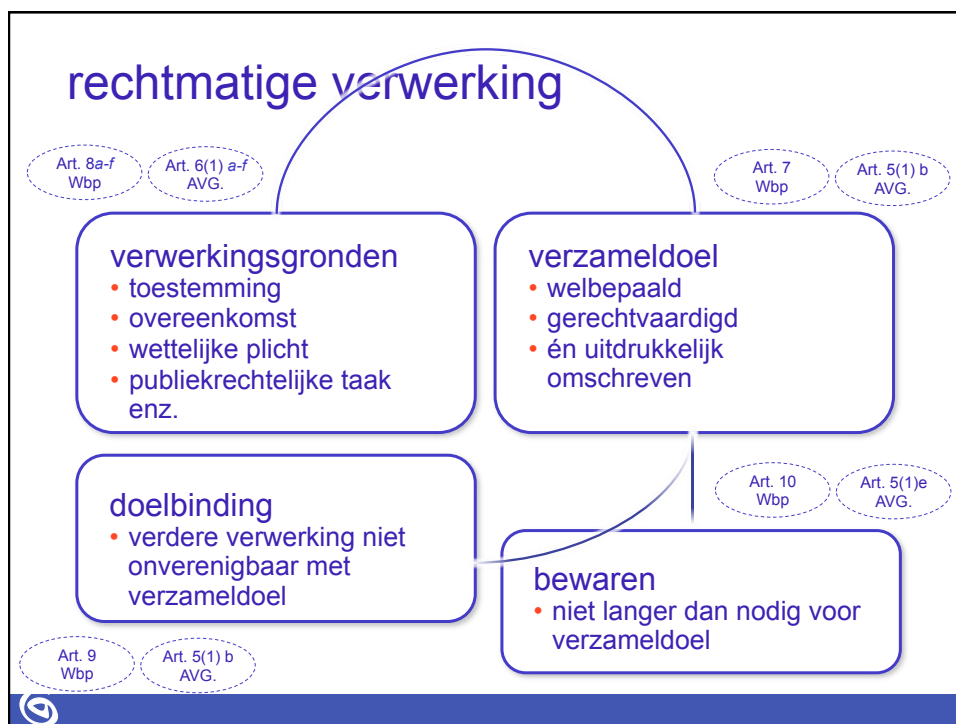 rechtmatige verwerking
Art. 8a-f
Wbp
Art. 6(1) a-f
AVG.
Art. 7
Wbp
Art. 5(1) b
AVG.
verwerkingsgronden
• toestemming
• overeenkomst
• wettelijke plicht
• publiekrechtelijke taak
enz.
verzameldoel
• welbepaald
• gerechtvaardigd
• én uitdrukkelijk
omschreven
Art. 10
Wbp
Art. 5(1)e
AVG.
doelbinding
• verdere verwerking niet
onverenigbaar met
verzameldoel
bewaren
• niet langer dan nodig voor
verzameldoel
Art. 9
Wbp
Art. 5(1) b
AVG.